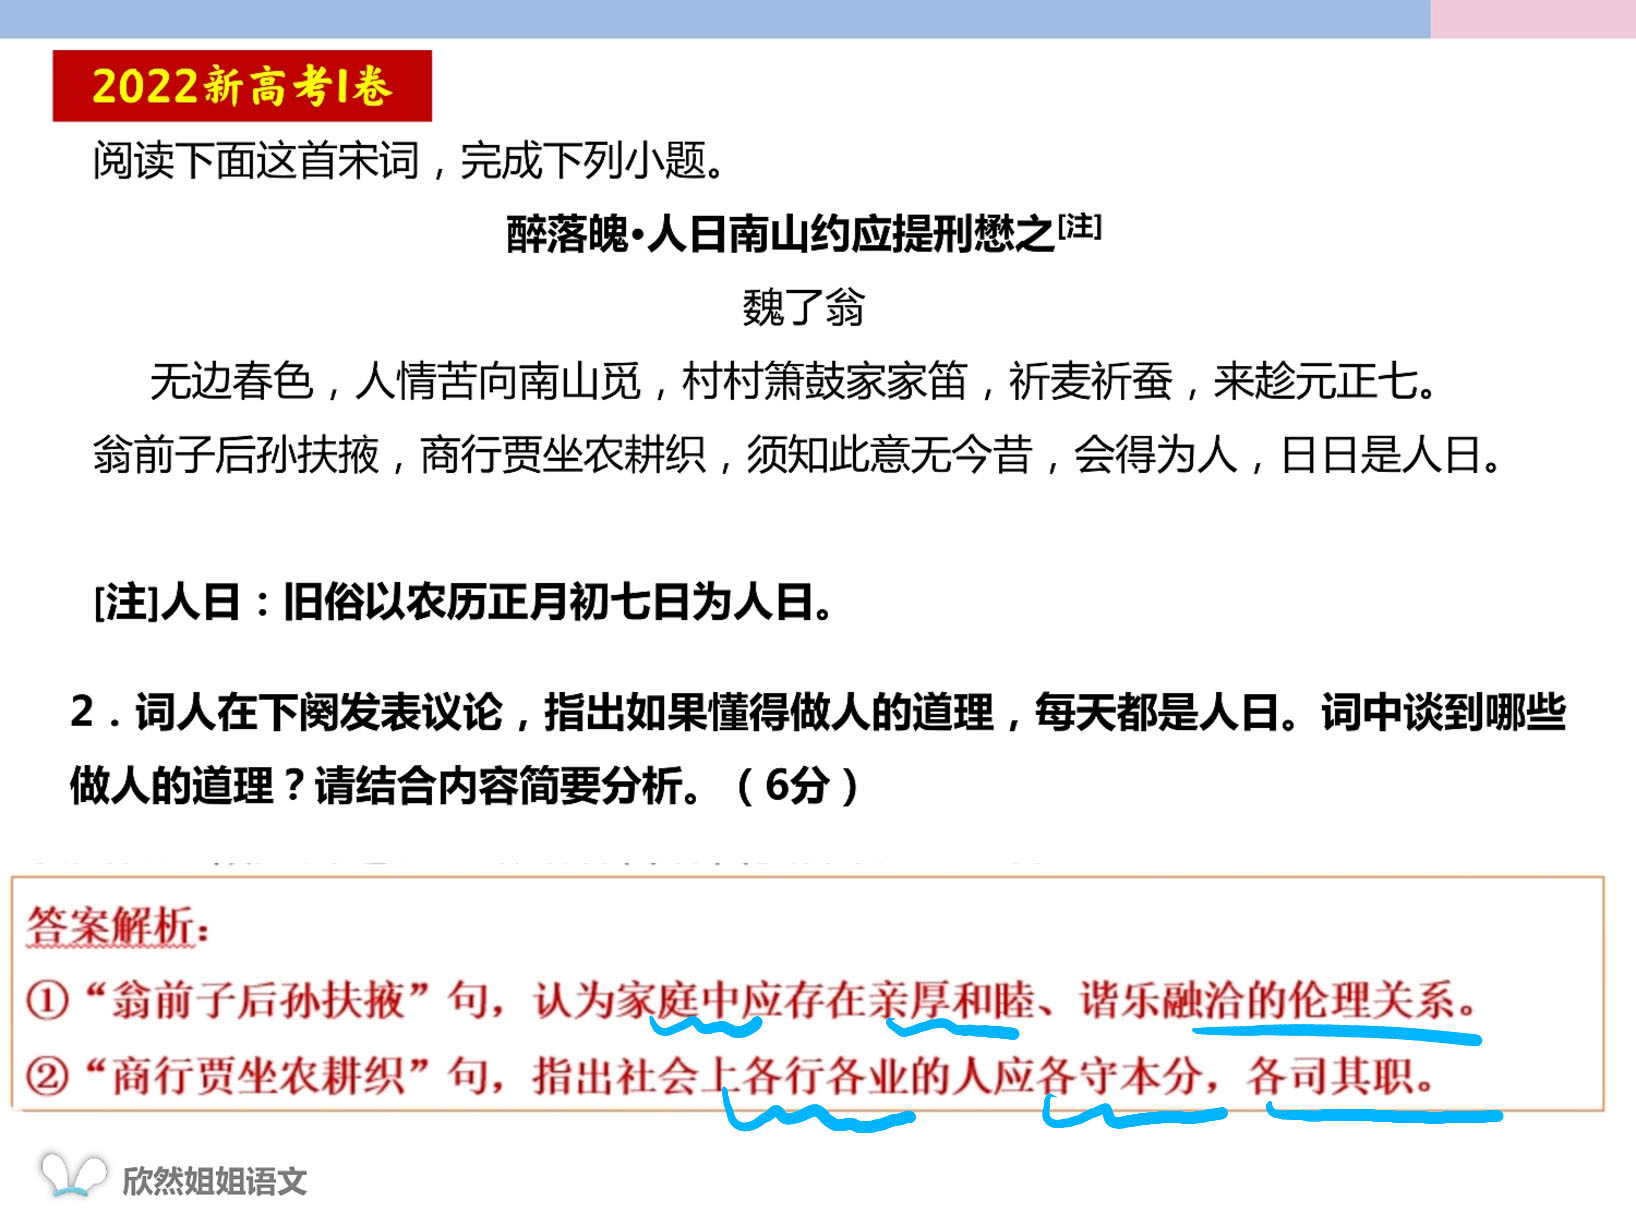 2022新高考I卷
阅读下面这首宋词，完成下列小题。
醉落魄•人日南山约应提刑懋之[注]
魏了翁
无边春色，人情苦向南山觅，村村箫鼓家家笛，祈麦祈蚕，来趁元正七。
翁前子后孙扶掖，商行贾坐农耕织，须知此意无今昔，会得为人，日日是人日。
[注]人日：旧俗以农历正月初七日为人日。
2．词人在下阕发表议论，指出如果懂得做人的道理，每天都是人日。词中谈到哪些
做人的道理？请结合内容简要分析。（6分）
答案解析：
①“翁前子后孙扶掖”句，认为家庭中应存在亲厚和睦、谐乐融洽的伦理关系。
②“商行贾坐农耕织”句，指出社会上各行各业的人应各守本分，各司其职。
欣然姐姐语文